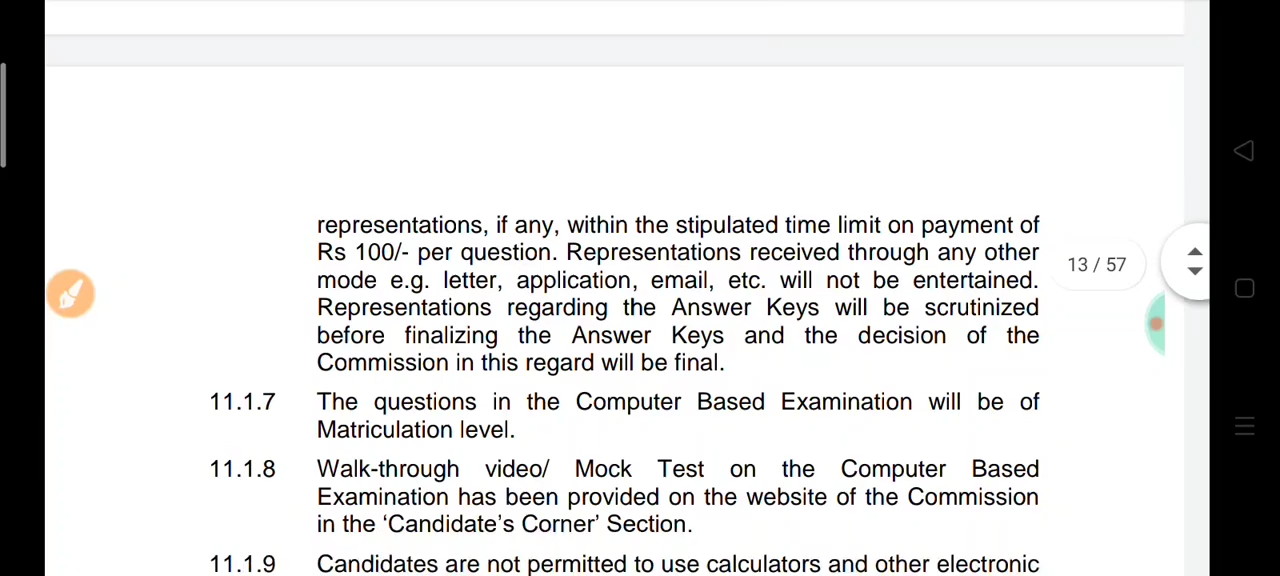 representations, if any, within the stipulated time limit on payment of
Rs 100/- per question. Representations received through any other
mode e.g. letter, application, email, etc. will not be entertained.
Representations regarding the Answer Keys will be scrutinized
before finalizing the Answer Keys and the decision of the
Commission in this regard will be final.
13 / 57
11.1.7 The questions in the Computer Based Examination will be of
Matriculation level.
11.1.8 Walk-through video/ Mock Test on the Computer Based
Examination has been provided on the website of the Commission
in the ‘Candidate’s Corner’ Section.
11.1.9 Candidates are not permitted to use calculators and other electronic